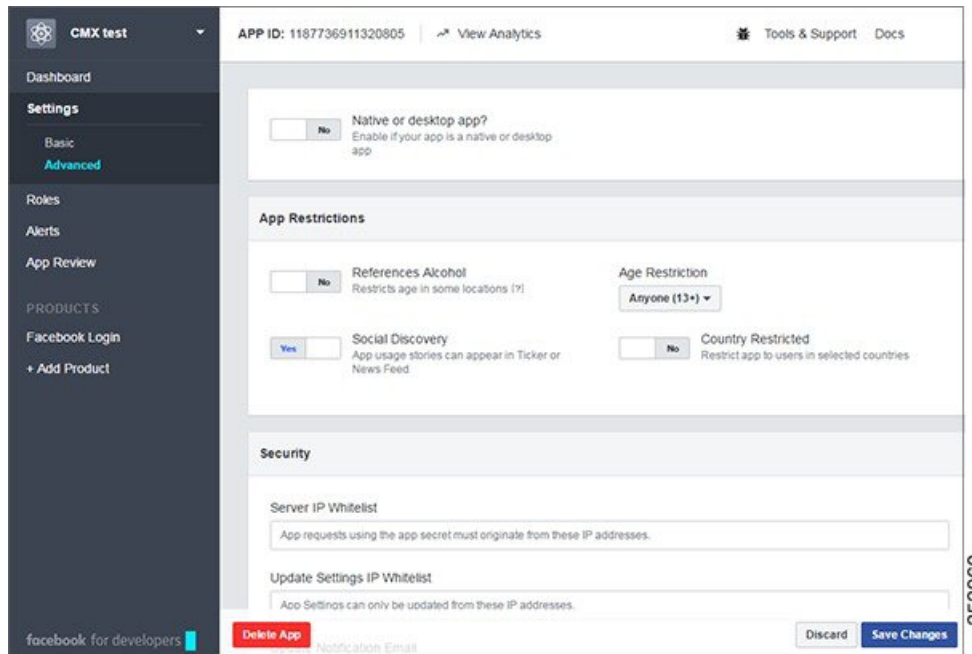 CMX test
APP ID: 1187736911320805
View Analytics
Tools & Support
Docs
Dashboard
Settings
Basic
Advanced
Roles
Alerts
App Review
PRODUCTS
Facebook Login
+ Add Product
facebook for developers
No
Native or desktop app?
Enable if your app is a native or desktop
app
App Restrictions
No
References Alcohol
Restricts age in some locations [?]
Age Restriction
Anyone (13+)
Yes
Social Discovery
App usage stories can appear in Ticker or
News Feed
No
Country Restricted
Restrict app to users in selected countries
Security
Server IP Whitelist
App requests using the app secret must originate from these IP addresses.
Update Settings IP Whitelist
App Settings can only be updated from these IP addresses.
Update Notification Email
Delete App
Discard
Save Changes